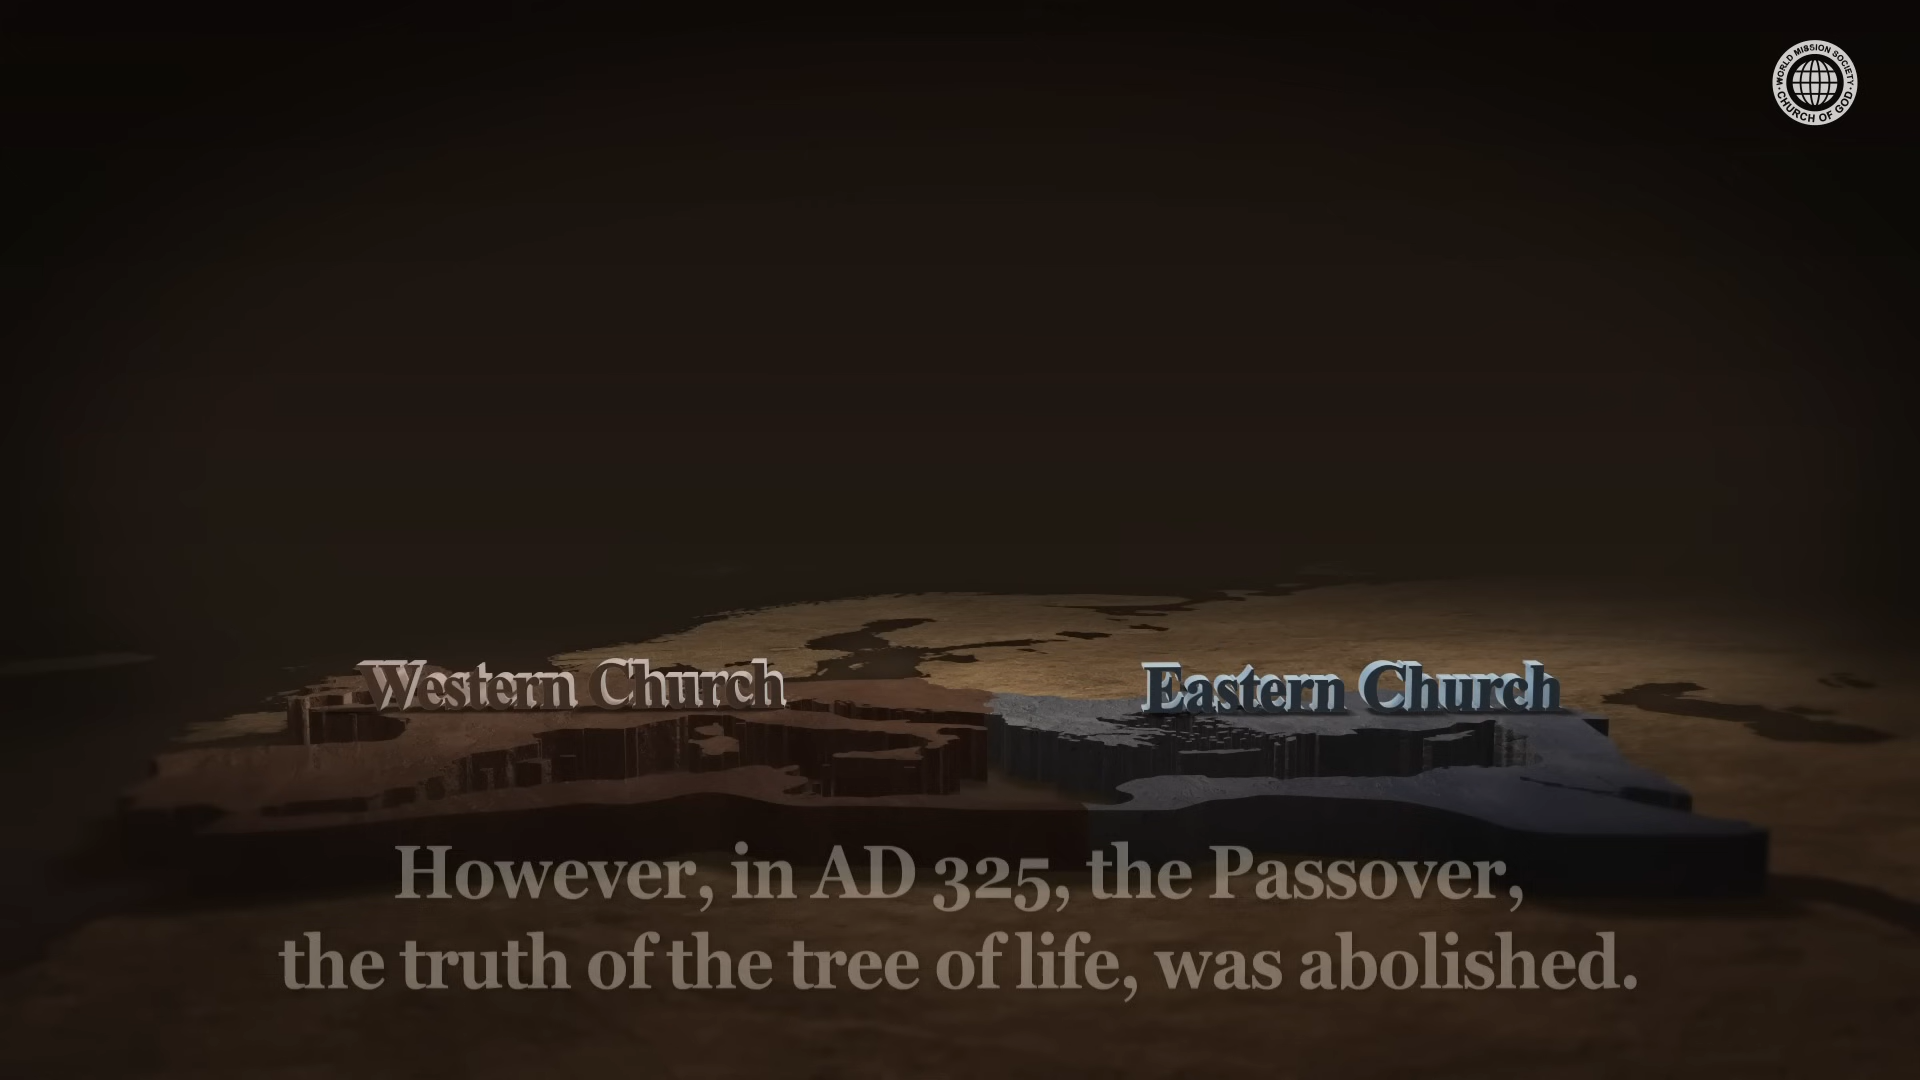 WORLD MISSION SOCIETY
CHURCH OF GOD
Western Church
Eastern Church
However, in AD 325, the Passover,
the truth of the tree of life, was abolished.